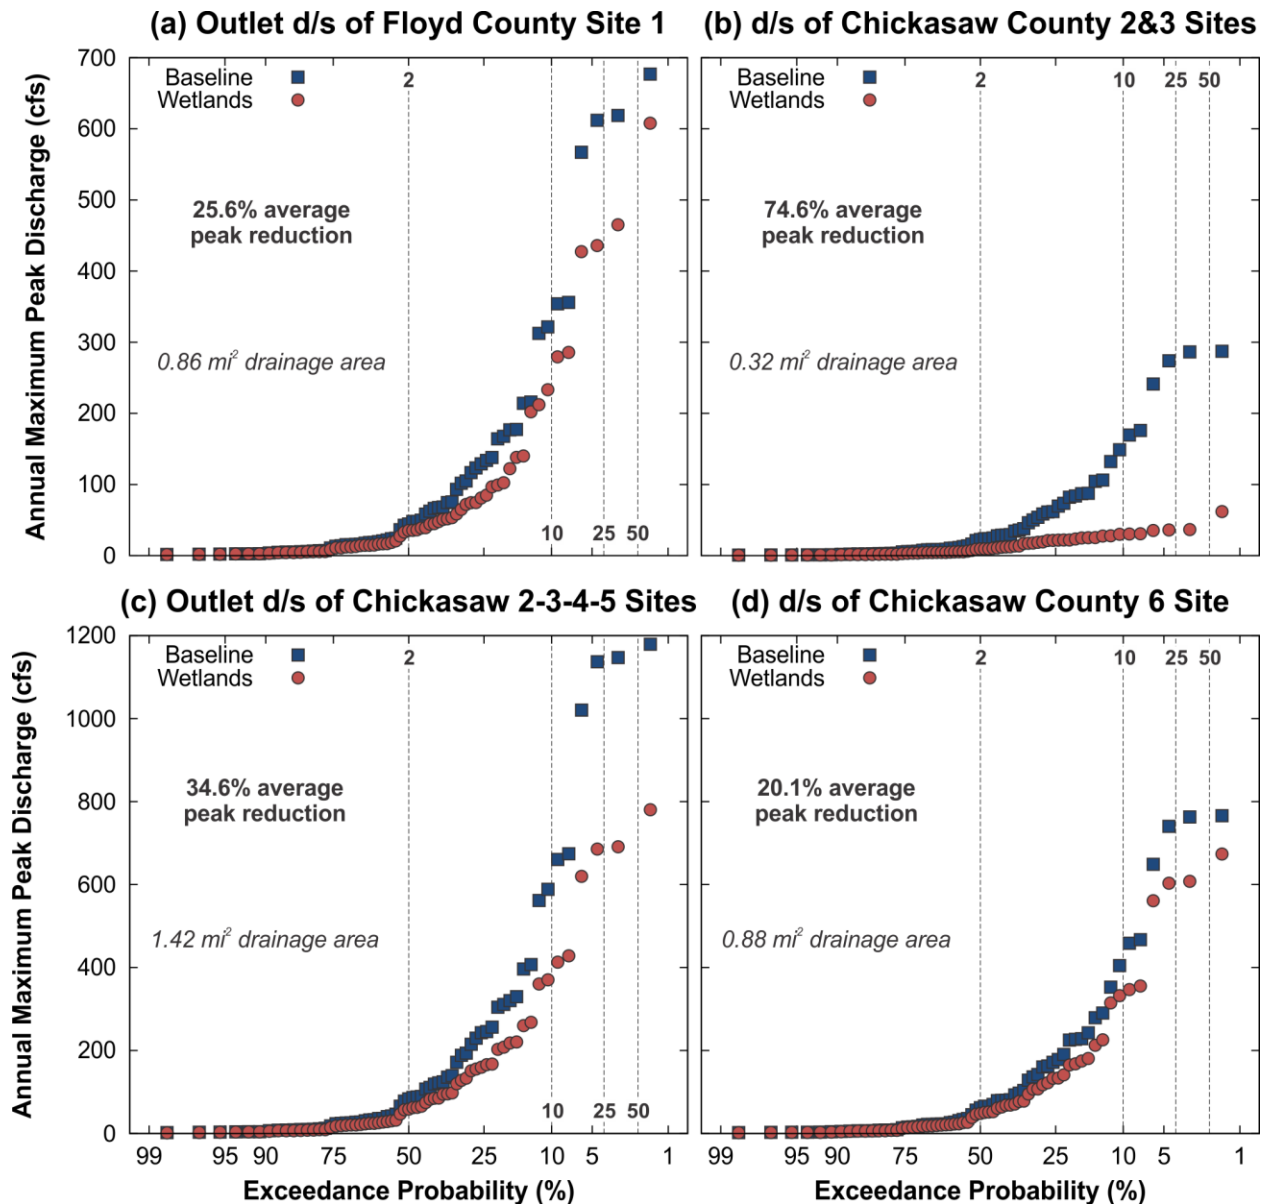 (a) Outlet d/s of Floyd County Site 1
Annual Maximum Peak Discharge (cfs)
700
600
500
400
300
200
100
0
Baseline
Wetlands
2
25.6% average
peak reduction
0.86 mi² drainage area
10 25 50
(b) d/s of Chickasaw County 2&3 Sites
Baseline
Wetlands
2 10 25 50
74.6% average
peak reduction
0.32 mi² drainage area
(c) Outlet d/s of Chickasaw 2-3-4-5 Sites
Annual Maximum Peak Discharge (cfs)
1200
1000
800
600
400
200
0
Baseline
Wetlands
2
34.6% average
peak reduction
1.42 mi² drainage area
10 25 50
99 95 90 75 50 25 10 5 1
Exceedance Probability (%)
(d) d/s of Chickasaw County 6 Site
Baseline
Wetlands
2 10 25 50
20.1% average
peak reduction
0.88 mi² drainage area
99 95 90 75 50 25 10 5 1
Exceedance Probability (%)